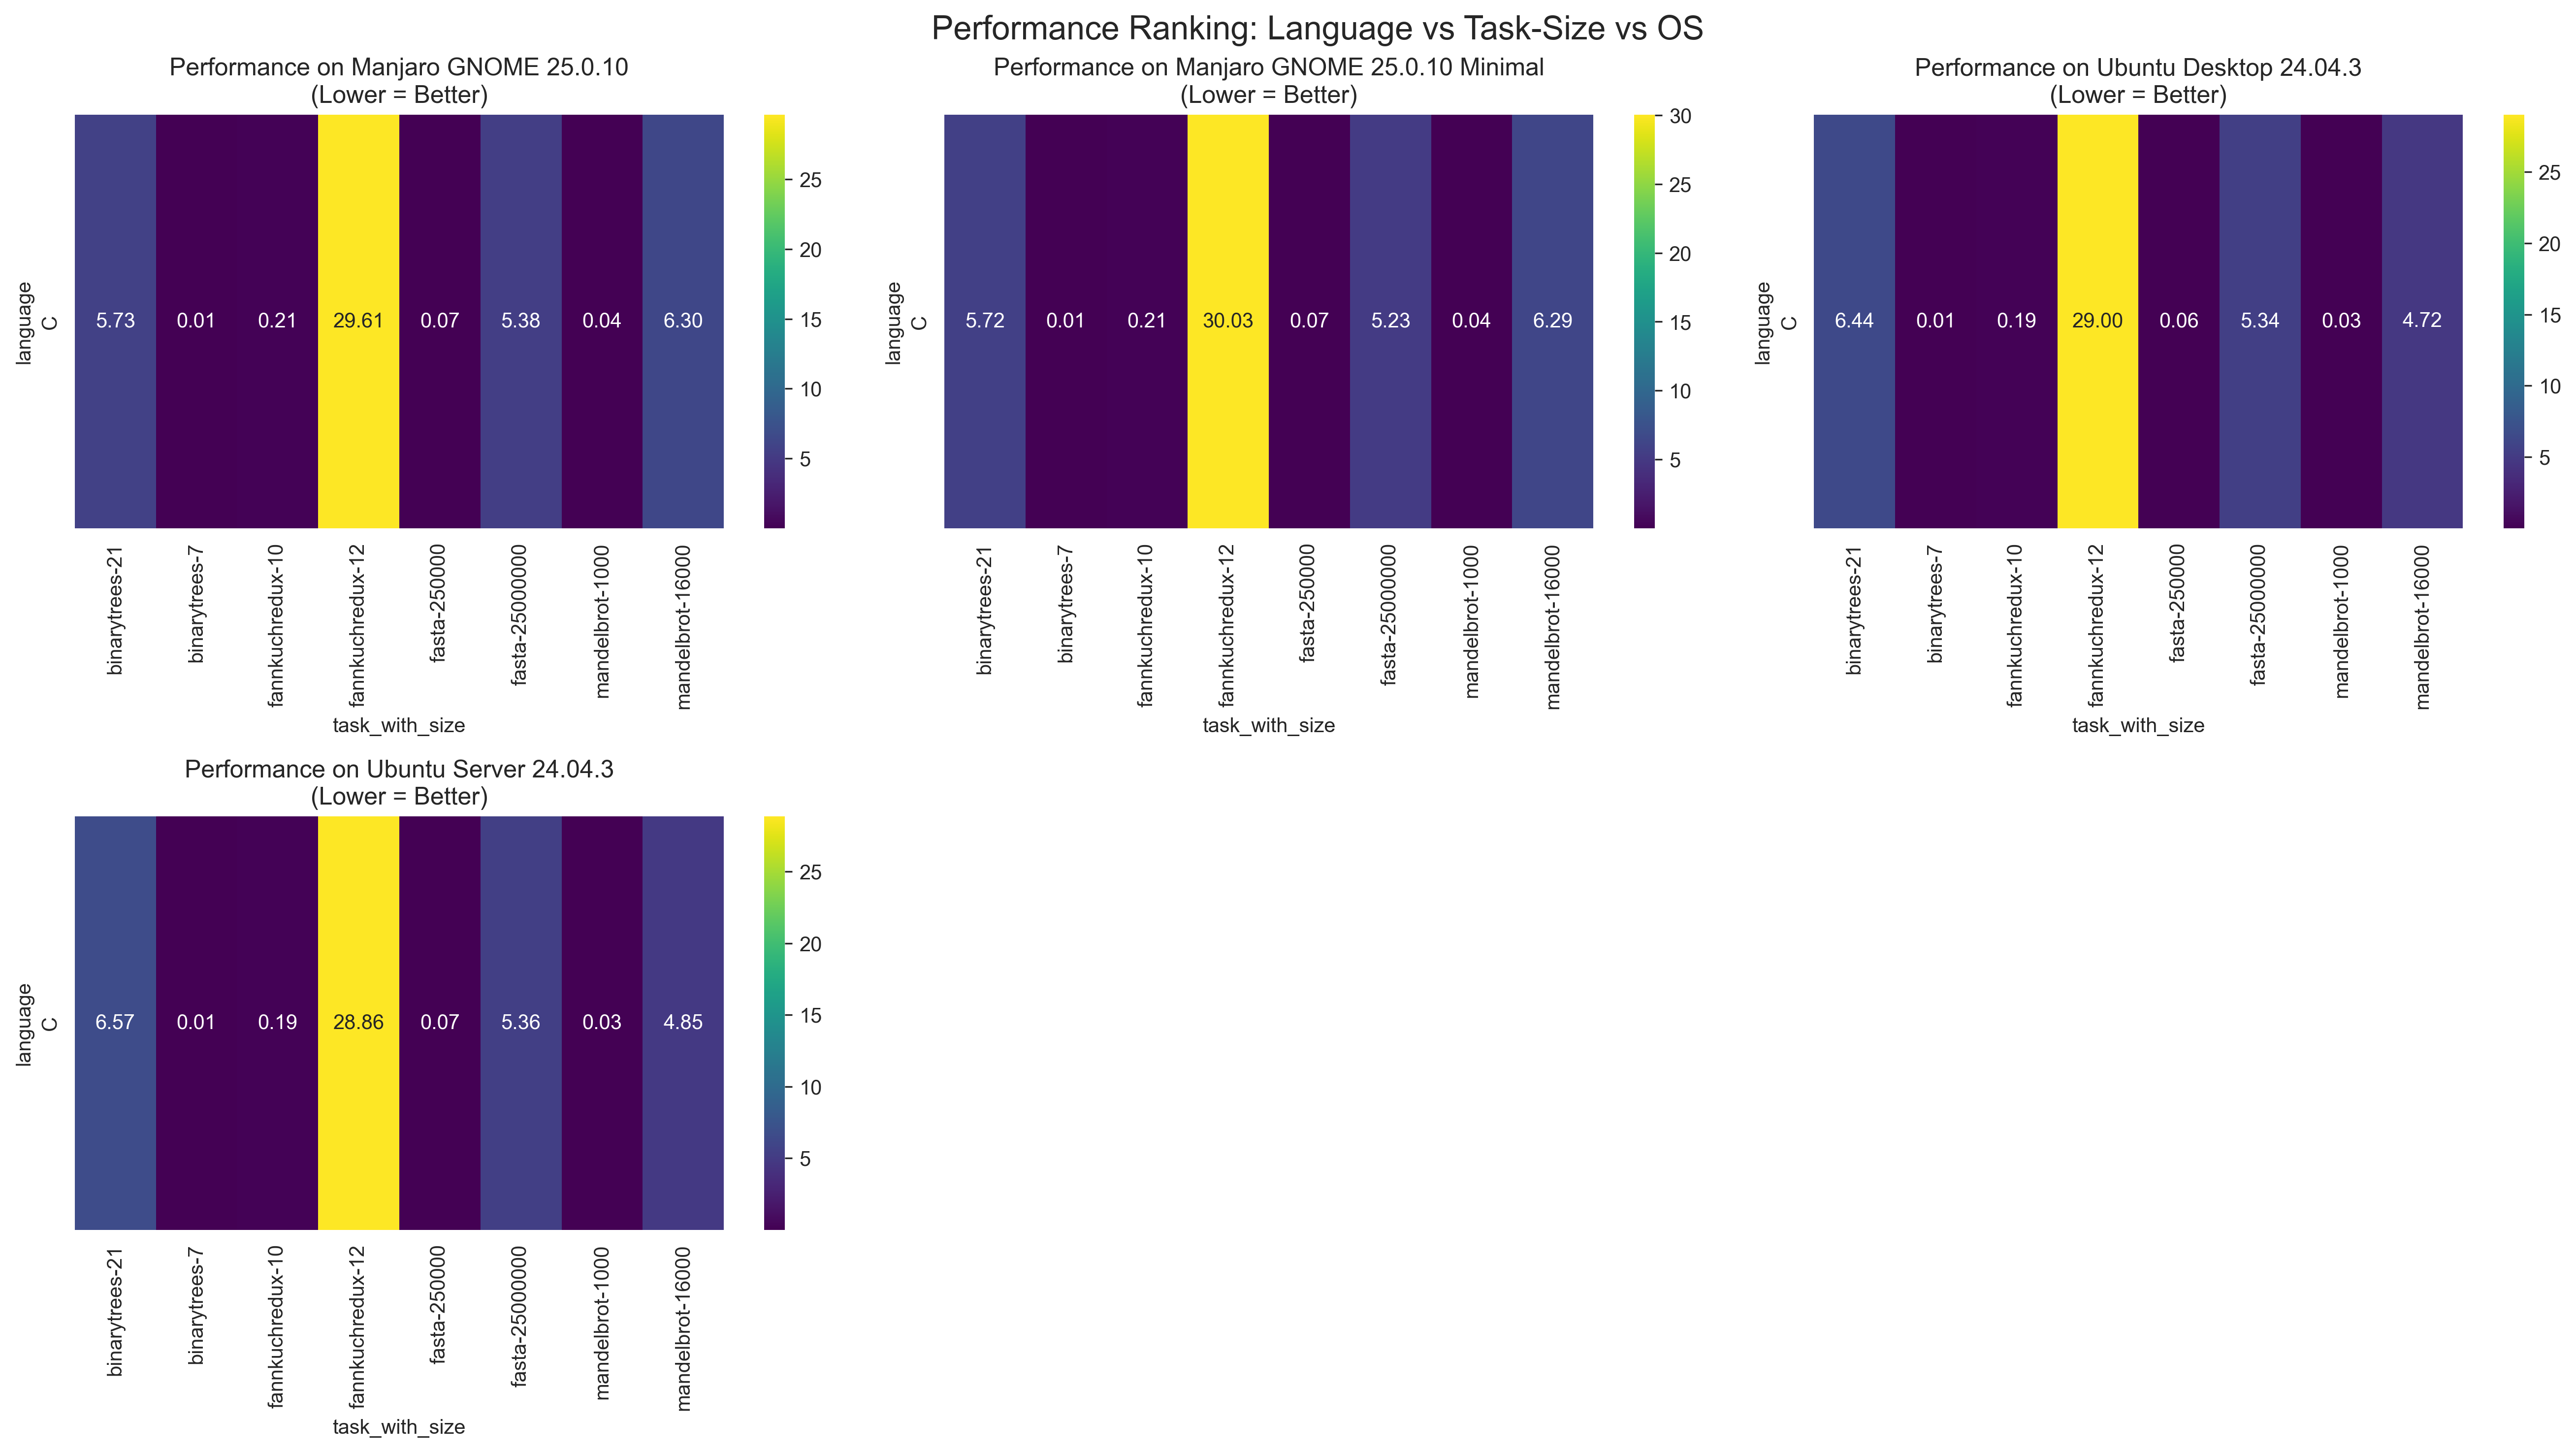 Performance Ranking: Language vs Task-Size vs OS
Performance on Manjaro GNOME 25.0.10
(Lower = Better)
language
C
5.73 0.01 0.21 29.61 0.07 5.38 0.04 6.30
25
20
15
10
5
binarytrees-21
binarytrees-7
fannkuchredux-10
fannkuchredux-12
fasta-250000
fasta-25000000
mandelbrot-1000
mandelbrot-16000
task_with_size
Performance on Manjaro GNOME 25.0.10 Minimal
(Lower = Better)
language
C
5.72 0.01 0.21 30.03 0.07 5.23 0.04 6.29
30
25
20
15
10
5
binarytrees-21
binarytrees-7
fannkuchredux-10
fannkuchredux-12
fasta-250000
fasta-25000000
mandelbrot-1000
mandelbrot-16000
task_with_size
Performance on Ubuntu Desktop 24.04.3
(Lower = Better)
language
C
6.44 0.01 0.19 29.00 0.06 5.34 0.03 4.72
25
20
15
10
5
binarytrees-21
binarytrees-7
fannkuchredux-10
fannkuchredux-12
fasta-250000
fasta-25000000
mandelbrot-1000
mandelbrot-16000
task_with_size
Performance on Ubuntu Server 24.04.3
(Lower = Better)
language
C
6.57 0.01 0.19 28.86 0.07 5.36 0.03 4.85
25
20
15
10
5
binarytrees-21
binarytrees-7
fannkuchredux-10
fannkuchredux-12
fasta-250000
fasta-25000000
mandelbrot-1000
mandelbrot-16000
task_with_size